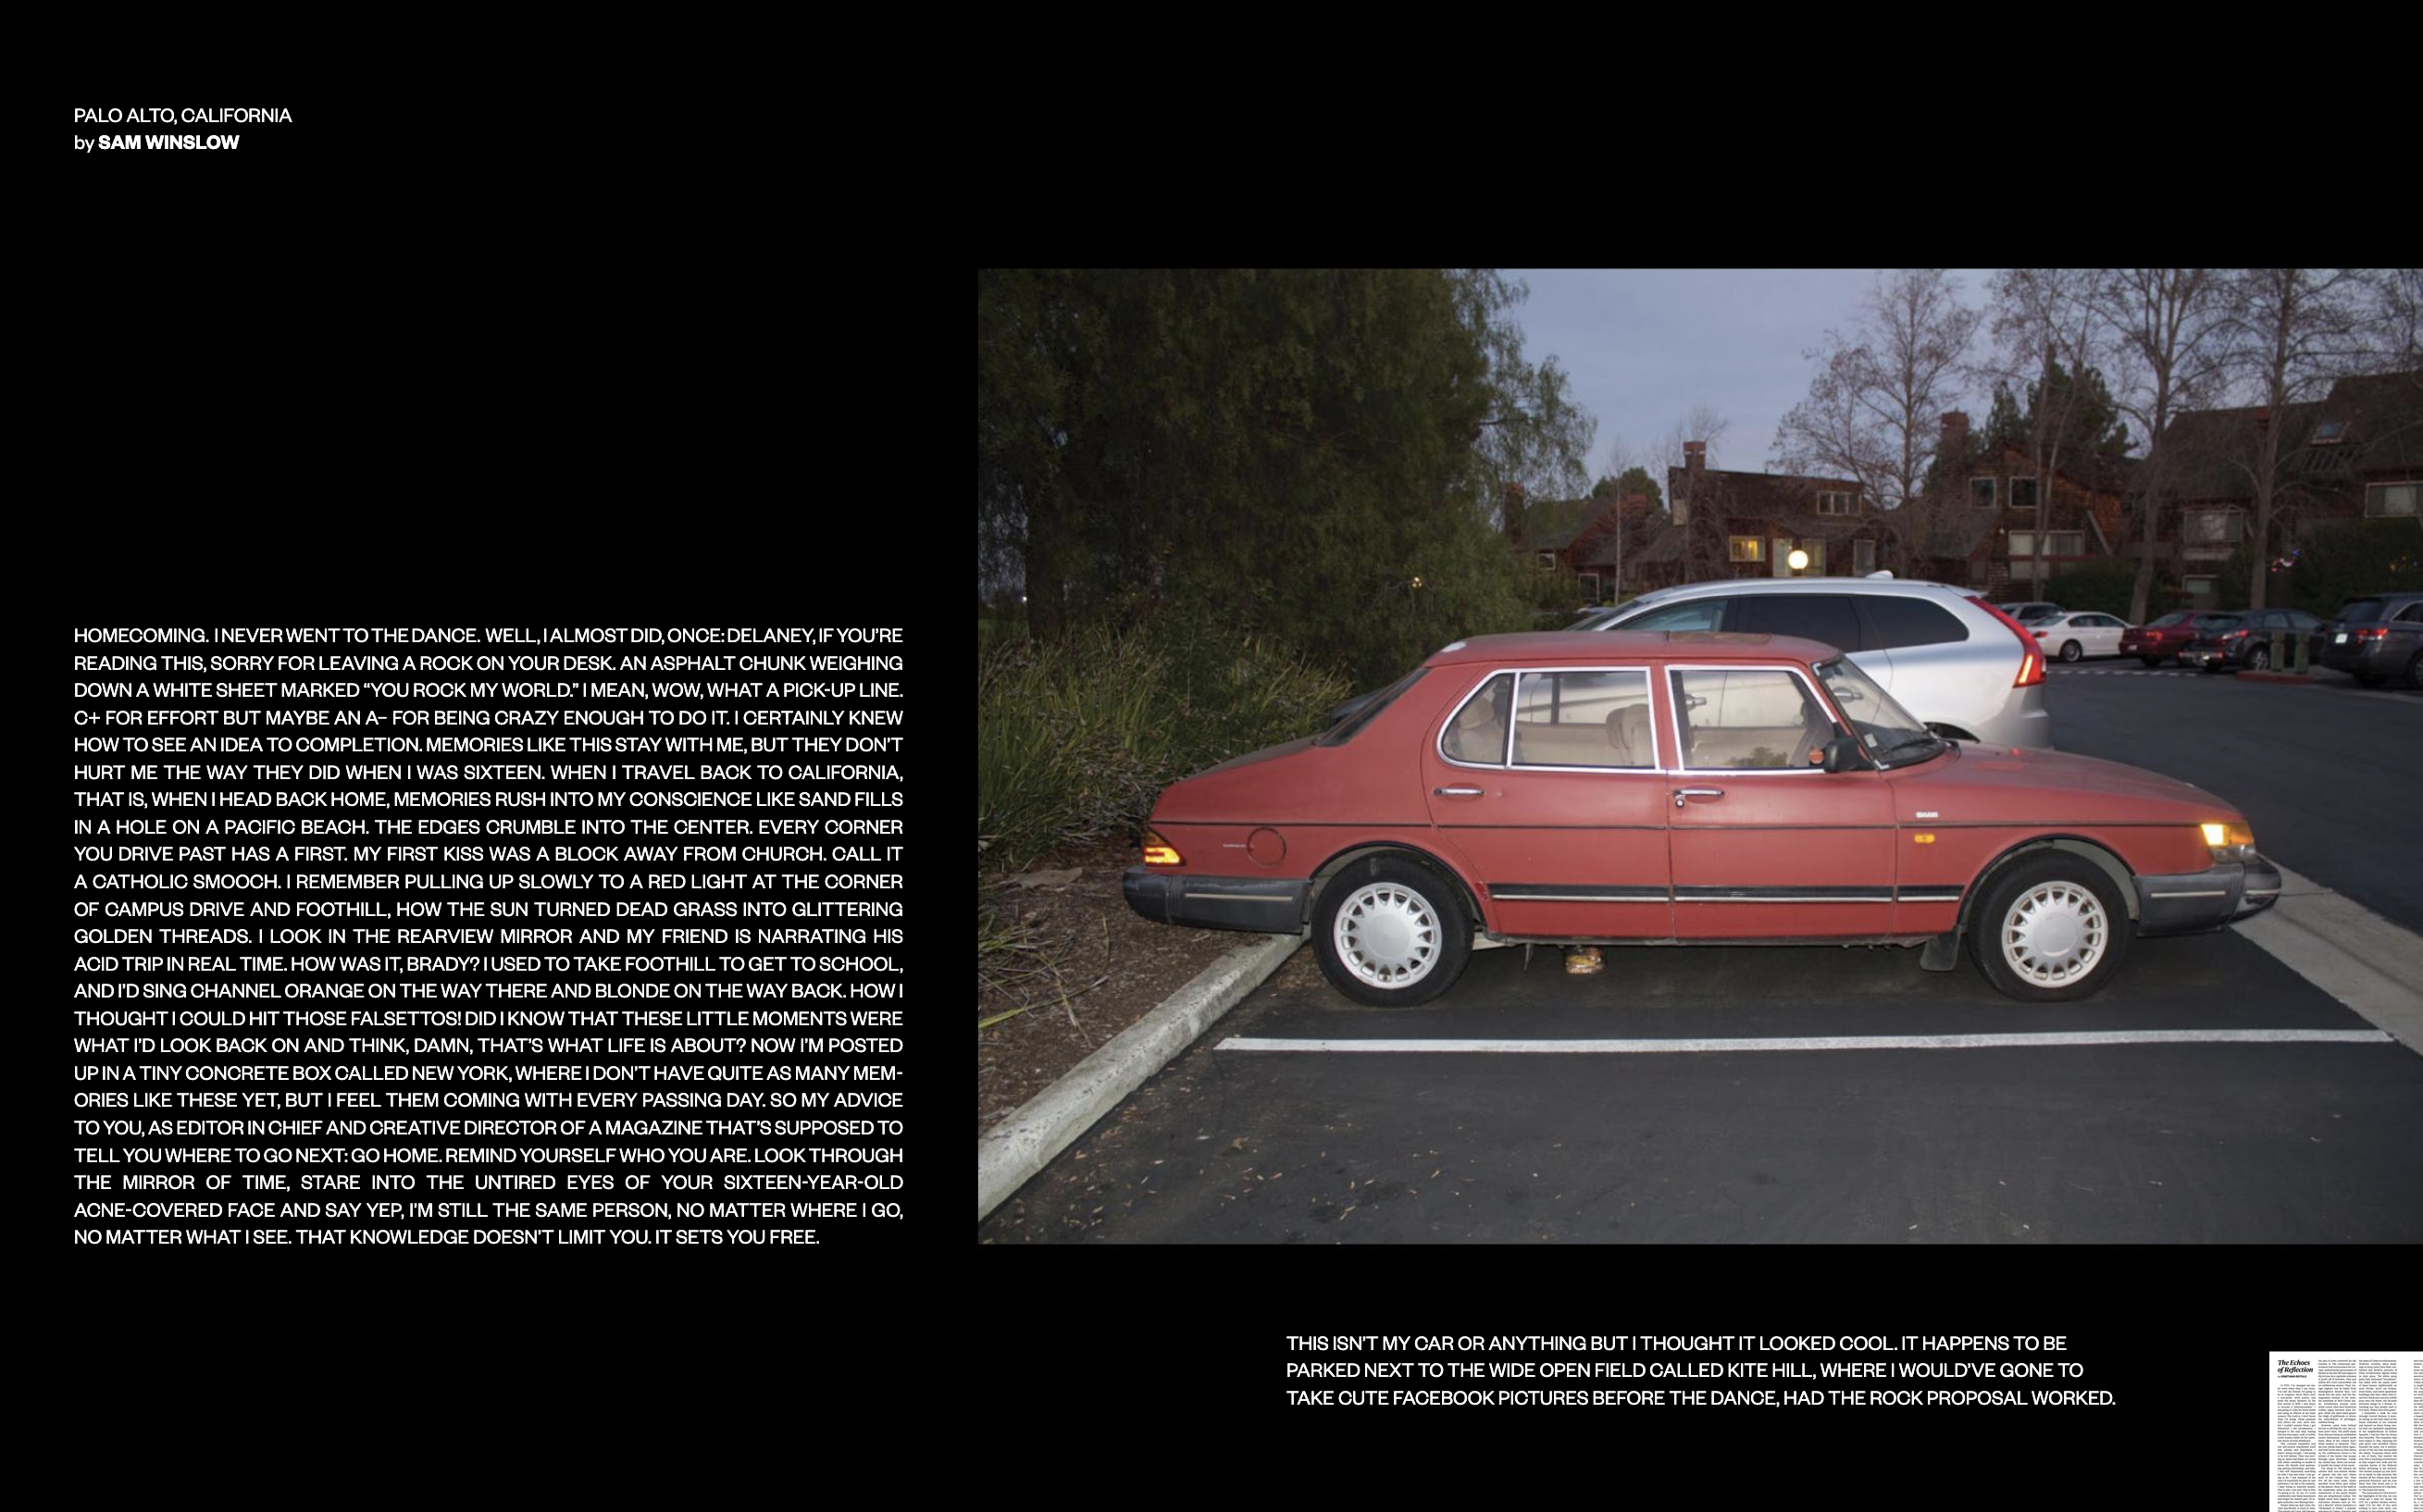 PALO ALTO, CALIFORNIA
by SAM WINSLOW
HOMECOMING. I NEVER WENT TO THE DANCE. WELL, I ALMOST DID, ONCE: DELANEY, IF YOU'RE
READING THIS, SORRY FOR LEAVING A ROCK ON YOUR DESK. AN ASPHALT CHUNK WEIGHING
DOWN A WHITE SHEET MARKED “YOU ROCK MY WORLD.” I MEAN, WOW, WHAT A PICK-UP LINE.
C+ FOR EFFORT BUT MAYBE AN A– FOR BEING CRAZY ENOUGH TO DO IT. I CERTAINLY KNEW
HOW TO SEE AN IDEA TO COMPLETION. MEMORIES LIKE THIS STAY WITH ME, BUT THEY DON'T
HURT ME THE WAY THEY DID WHEN I WAS SIXTEEN. WHEN I TRAVEL BACK TO CALIFORNIA,
THAT IS, WHEN I HEAD BACK HOME, MEMORIES RUSH INTO MY CONSCIENCE LIKE SAND FILLS
IN A HOLE ON A PACIFIC BEACH. THE EDGES CRUMBLE INTO THE CENTER. EVERY CORNER
YOU DRIVE PAST HAS A FIRST. MY FIRST KISS WAS A BLOCK AWAY FROM CHURCH. CALL IT
A CATHOLIC SMOOCH. I REMEMBER PULLING UP SLOWLY TO A RED LIGHT AT THE CORNER
OF CAMPUS DRIVE AND FOOTHILL, HOW THE SUN TURNED DEAD GRASS INTO GLITTERING
GOLDEN THREADS. I LOOK IN THE REARVIEW MIRROR AND MY FRIEND IS NARRATING HIS
ACID TRIP IN REAL TIME. HOW WAS IT, BRADY? I USED TO TAKE FOOTHILL TO GET TO SCHOOL,
AND I'D SING CHANNEL ORANGE ON THE WAY THERE AND BLONDE ON THE WAY BACK. HOW I
THOUGHT I COULD HIT THOSE FALSETTOS! DID I KNOW THAT THESE LITTLE MOMENTS WERE
WHAT I'D LOOK BACK ON AND THINK, DAMN, THAT'S WHAT LIFE IS ABOUT? NOW I'M POSTED
UP IN A TINY CONCRETE BOX CALLED NEW YORK, WHERE I DON'T HAVE QUITE AS MANY MEM-
ORIES LIKE THESE YET, BUT I FEEL THEM COMING WITH EVERY PASSING DAY. SO MY ADVICE
TO YOU, AS EDITOR IN CHIEF AND CREATIVE DIRECTOR OF A MAGAZINE THAT'S SUPPOSED TO
TELL YOU WHERE TO GO NEXT: GO HOME. REMIND YOURSELF WHO YOU ARE. LOOK THROUGH
THE MIRROR OF TIME, STARE INTO THE UNTIRED EYES OF YOUR SIXTEEN-YEAR-OLD
ACNE-COVERED FACE AND SAY YEP, I'M STILL THE SAME PERSON, NO MATTER WHERE I GO,
NO MATTER WHAT I SEE. THAT KNOWLEDGE DOESN'T LIMIT YOU. IT SETS YOU FREE.
THIS ISN'T MY CAR OR ANYTHING BUT I THOUGHT IT LOOKED COOL. IT HAPPENS TO BE
PARKED NEXT TO THE WIDE OPEN FIELD CALLED KITE HILL, WHERE I WOULD'VE GONE TO
TAKE CUTE FACEBOOK PICTURES BEFORE THE DANCE, HAD THE ROCK PROPOSAL WORKED.
The Echoes
of Reflection